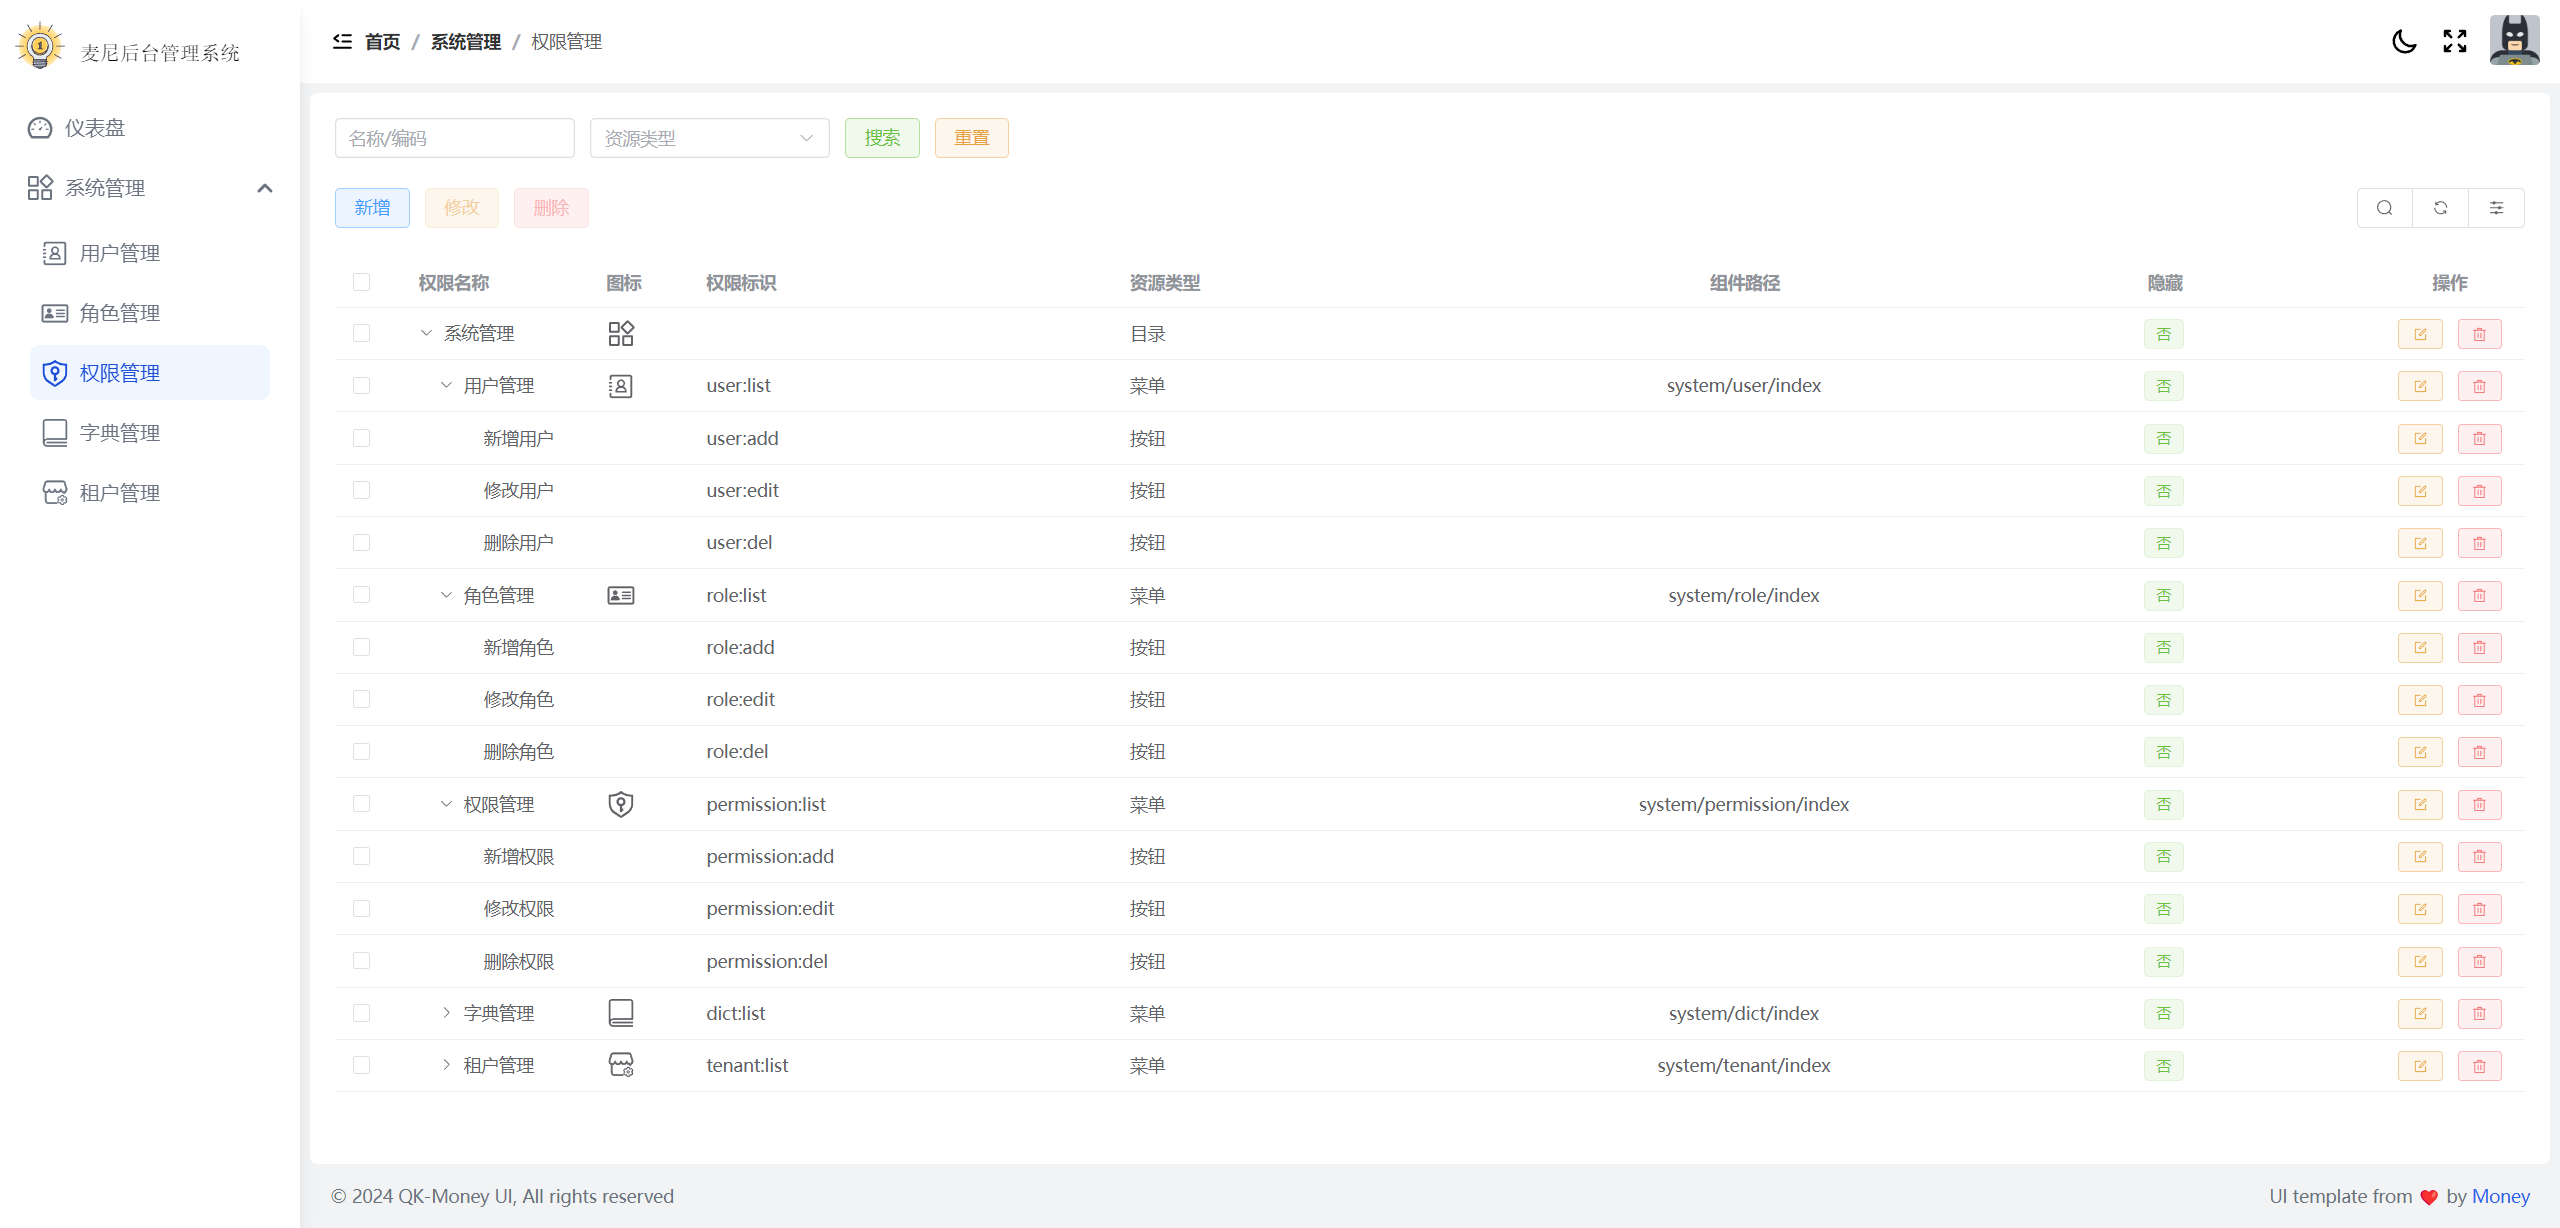 麦尼后台管理系统
首页 / 系统管理 / 权限管理
仪表盘
系统管理
用户管理
角色管理
权限管理
字典管理
租户管理
名称/编码 资源类型 搜索 重置
新增 修改 删除
权限名称 图标 权限标识 资源类型 组件路径 隐藏 操作
系统管理 目录 否
用户管理 user:list 菜单 system/user/index 否
新增用户 user:add 按钮 否
修改用户 user:edit 按钮 否
删除用户 user:del 按钮 否
角色管理 role:list 菜单 system/role/index 否
新增角色 role:add 按钮 否
修改角色 role:edit 按钮 否
删除角色 role:del 按钮 否
权限管理 permission:list 菜单 system/permission/index 否
新增权限 permission:add 按钮 否
修改权限 permission:edit 按钮 否
删除权限 permission:del 按钮 否
字典管理 dict:list 菜单 system/dict/index 否
租户管理 tenant:list 菜单 system/tenant/index 否
© 2024 QK-Money UI, All rights reserved
UI template from ❤️ by Money